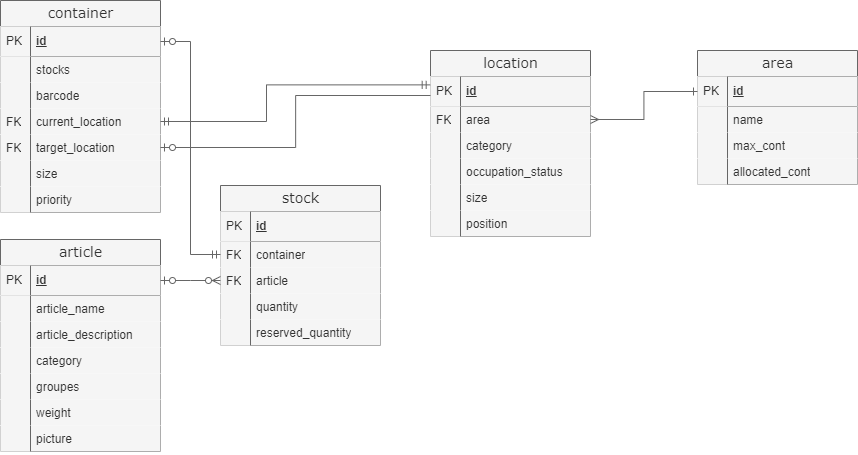 container
PK id
stocks
barcode
FK current_location
FK target_location
size
priority
location
PK id
FK area
category
occupation_status
size
position
area
PK id
name
max_cont
allocated_cont
stock
PK id
FK container
FK article
quantity
reserved_quantity
article
PK id
article_name
article_description
category
groupes
weight
picture